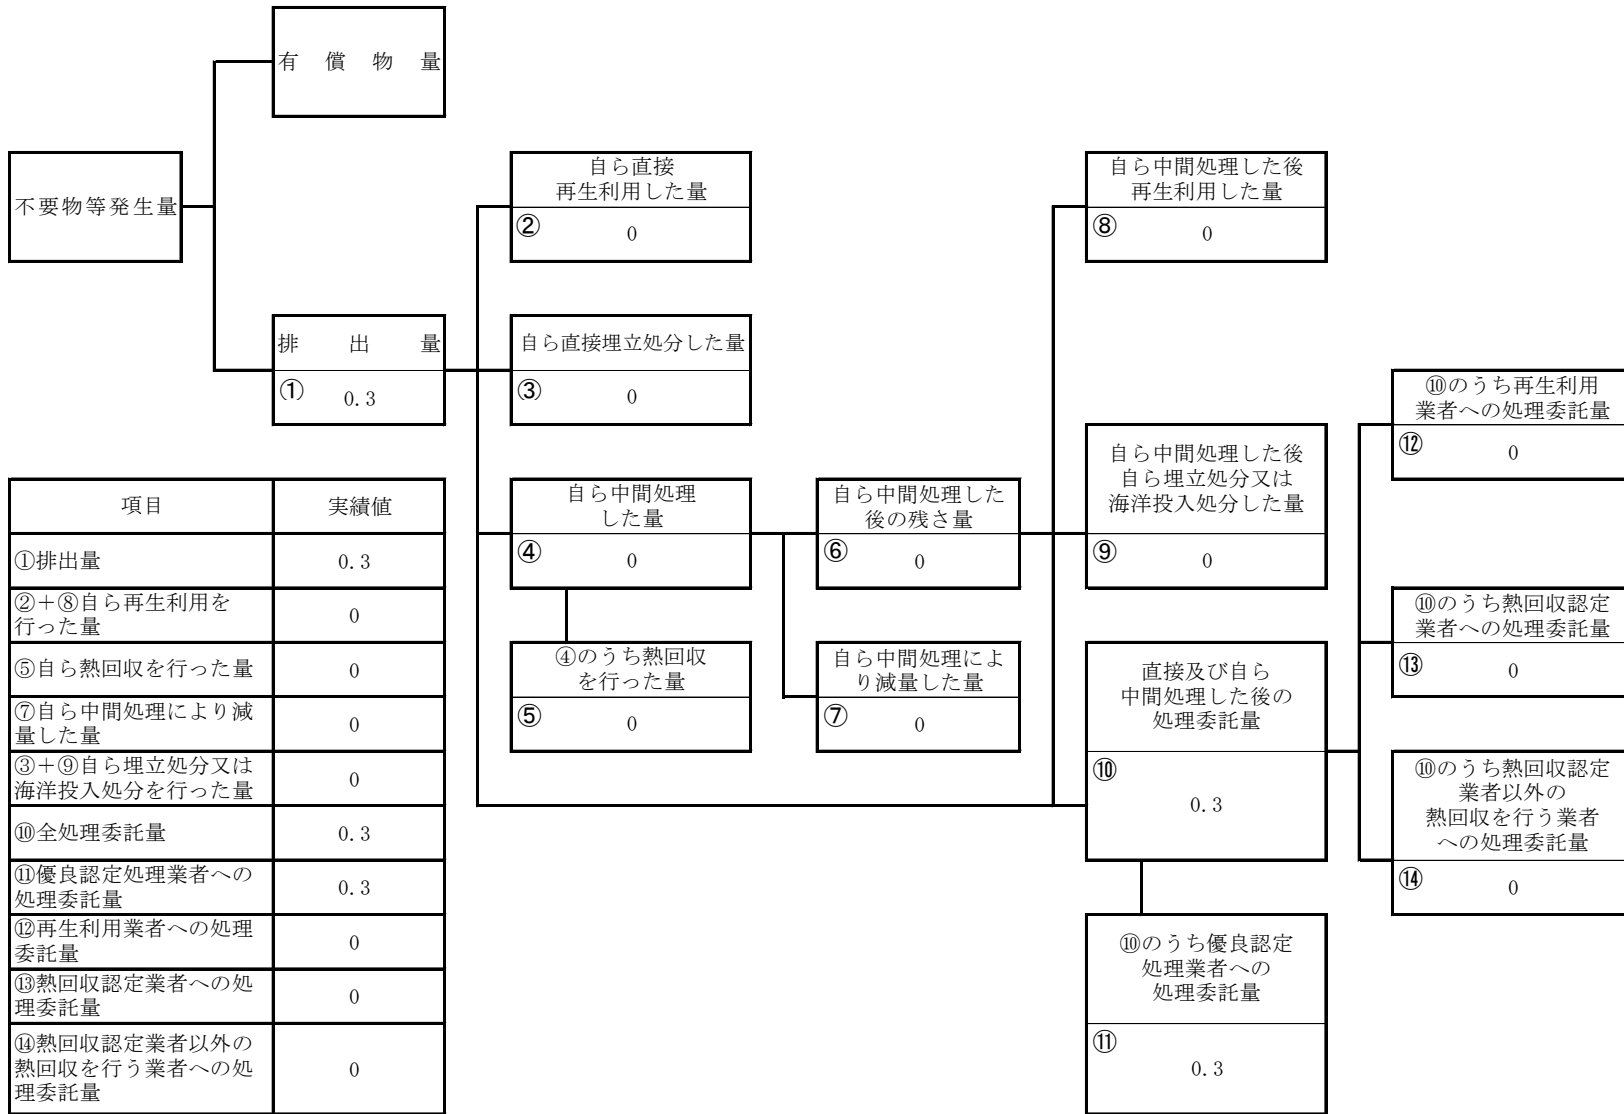 有償物量
不要物等発生量
自ら直接
再生利用した量
②
0
自ら中間処理した後
再生利用した量
⑧
0
排出量
①
0.3
自ら直接埋立処分した量
③
0
⑩のうち再生利用
業者への処理委託量
⑫
0
自ら中間処理
した量
④
0
自ら中間処理した
後の残さ量
⑥
0
自ら中間処理した後
自ら埋立処分又は
海洋投入処分した量
⑨
0
④のうち熱回収
を行った量
⑤
0
自ら中間処理によ
り減量した量
⑦
0
直接及び自ら
中間処理した後の
処理委託量
⑩
0.3
⑩のうち熱回収認定
業者への処理委託量
⑬
0
⑩のうち熱回収認定
業者以外の
熱回収を行う業者
への処理委託量
⑭
0
⑩のうち優良認定
処理業者への
処理委託量
⑪
0.3
項目 実績値
①排出量 0.3
②＋⑧自ら再生利用を
行った量 0
⑤自ら熱回収を行った量 0
⑦自ら中間処理により減
量した量 0
③＋⑨自ら埋立処分又は
海洋投入処分を行った量 0
⑩全処理委託量 0.3
⑪優良認定処理業者への
処理委託量 0.3
⑫再生利用業者への処理
委託量 0
⑬熱回収認定業者への処
理委託量 0
⑭熱回収認定業者以外の
熱回収を行う業者への処
理委託量 0